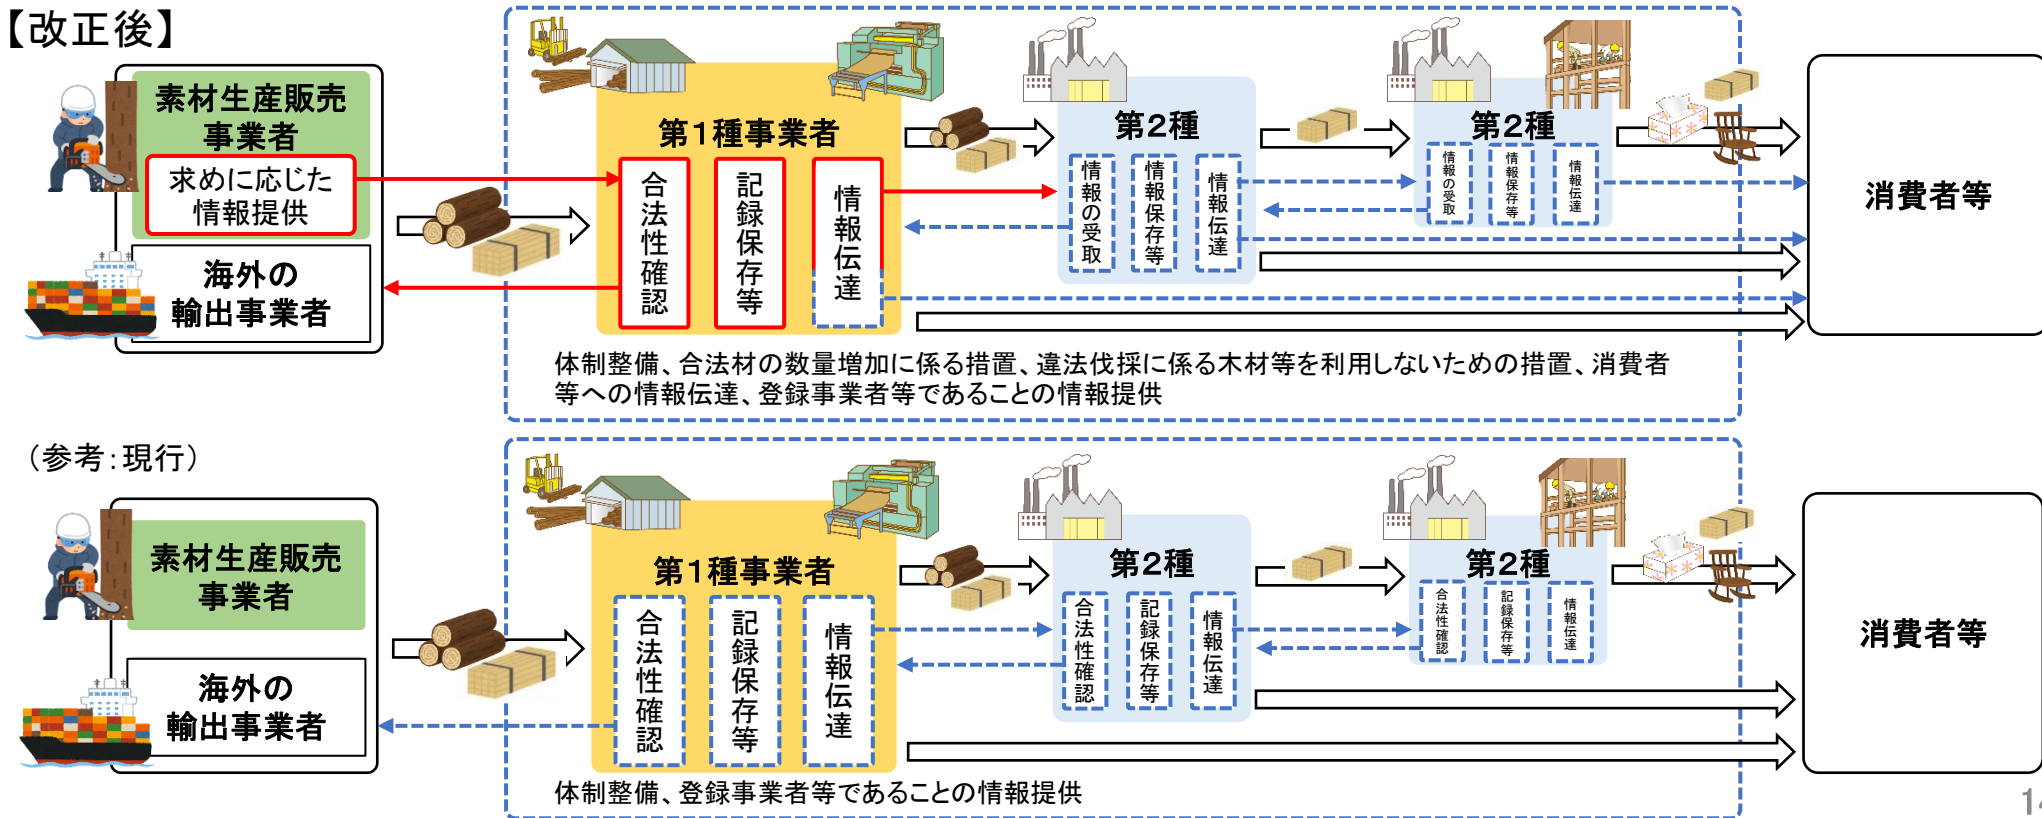 【改正後】
素材生産販売
事業者
求めに応じた
情報提供
海外の
輸出事業者
第1種事業者
合法性確認
記録保存等
情報伝達
第2種
情報の受取
情報保存等
情報伝達
第2種
情報の受取
情報保存等
情報伝達
消費者等
体制整備、合法材の数量増加に係る措置、違法伐採に係る木材等を利用しないための措置、消費者
等への情報伝達、登録事業者等であることの情報提供
（参考：現行）
素材生産販売
事業者
海外の
輸出事業者
第1種事業者
合法性確認
記録保存等
情報伝達
第2種
合法性確認
記録保存等
情報伝達
第2種
合法性確認
記録保存等
情報伝達
消費者等
体制整備、登録事業者等であることの情報提供